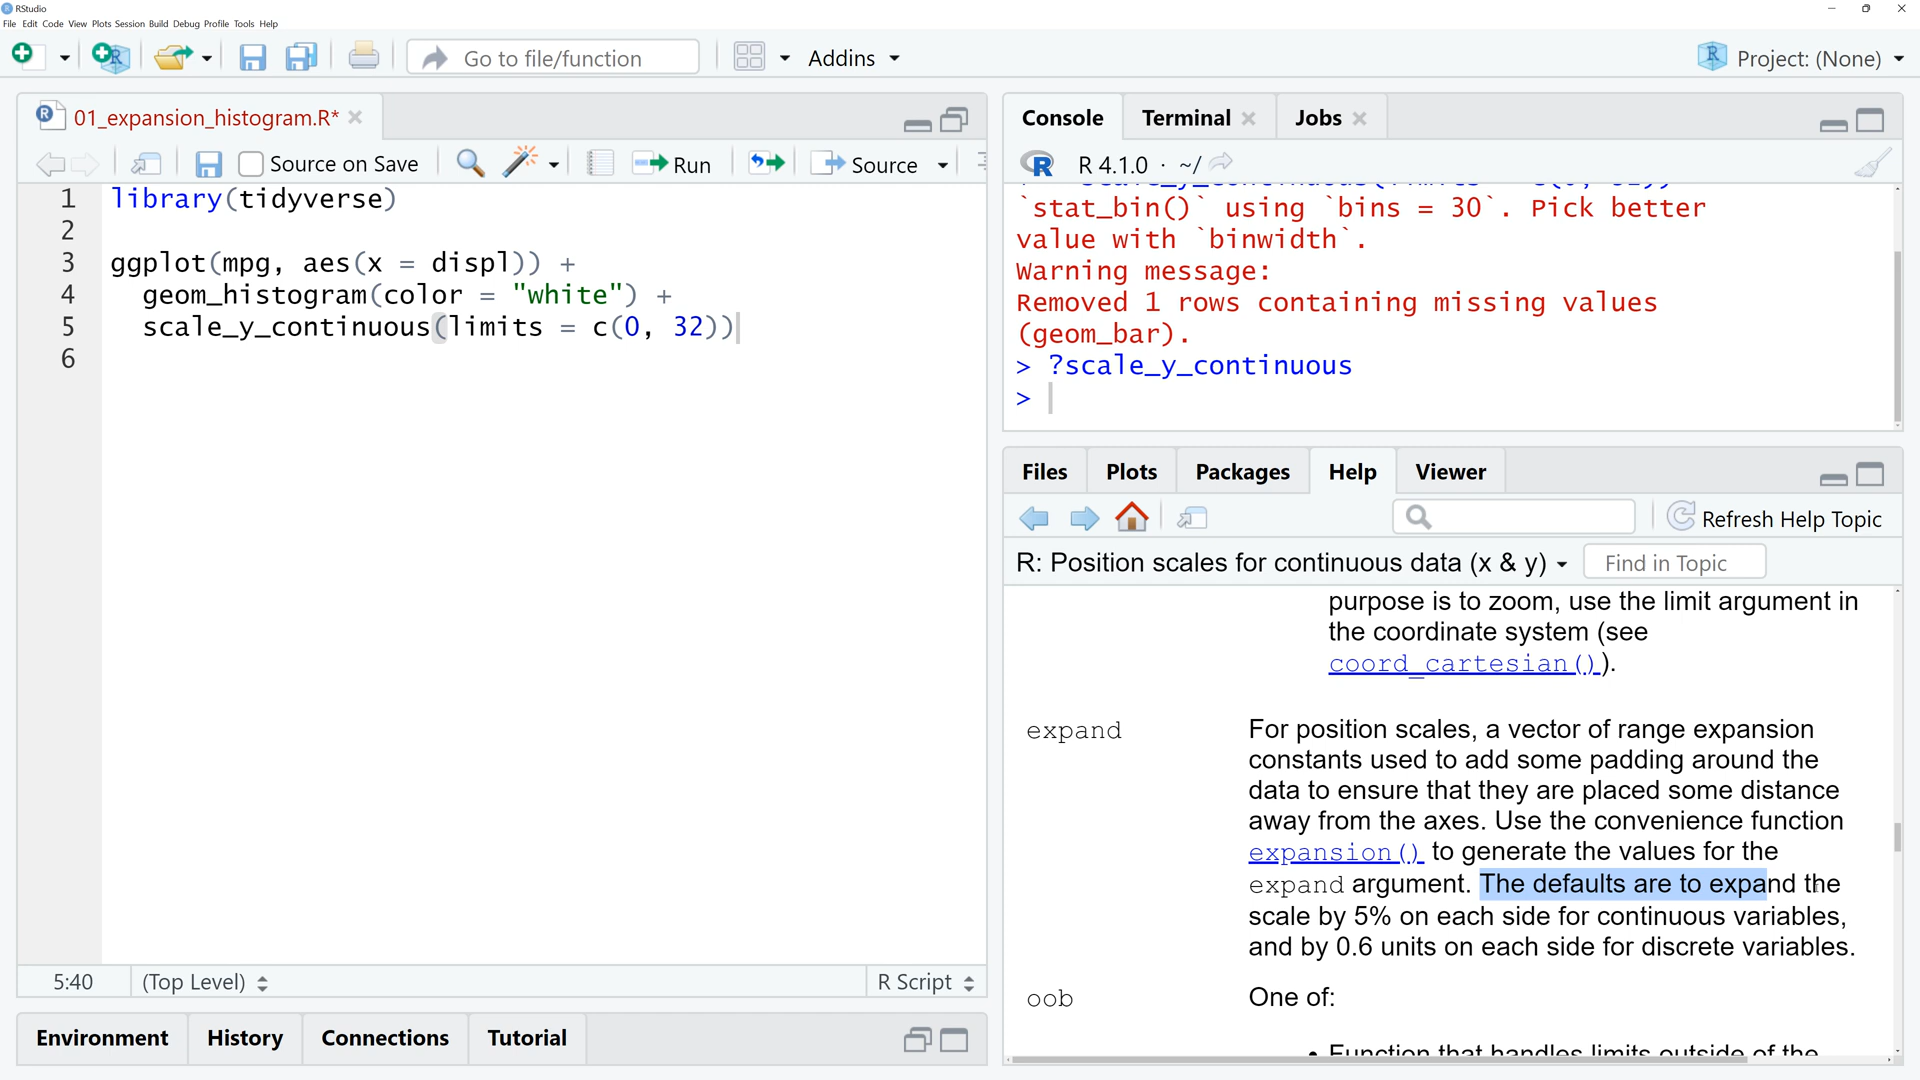 RStudio
File Edit Code View Plots Session Build Debug Profile Tools Help
Go to file/function
Addins
Project: (None)
01_expansion_histogram.R*
Source on Save
Run
Source
1 library(tidyverse)
2
3 ggplot(mpg, aes(x = displ)) +
4 geom_histogram(color = "white") +
5 scale_y_continuous(limits = c(0, 32))
6
5:40
(Top Level)
R Script
Environment History Connections Tutorial
Console Terminal Jobs
R 4.1.0 · ~/
`stat_bin()` using `bins = 30`. Pick better
value with `binwidth`.
Warning message:
Removed 1 rows containing missing values
(geom_bar).
> ?scale_y_continuous
>
Files Plots Packages Help Viewer
Refresh Help Topic
R: Position scales for continuous data (x & y)
Find in Topic
purpose is to zoom, use the limit argument in
the coordinate system (see
coord_cartesian()).
expand
For position scales, a vector of range expansion
constants used to add some padding around the
data to ensure that they are placed some distance
away from the axes. Use the convenience function
expansion() to generate the values for the
expand argument. The defaults are to expand the
scale by 5% on each side for continuous variables,
and by 0.6 units on each side for discrete variables.
oob
One of:
• Function that handles limits outside of the